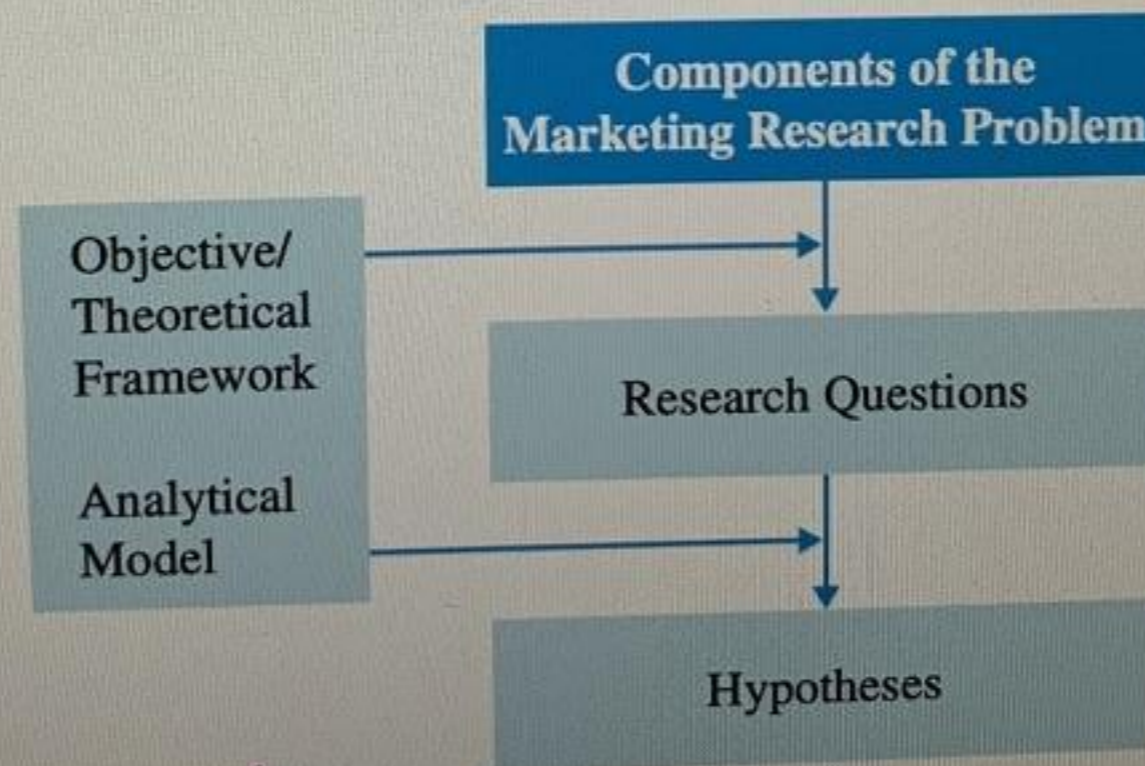 Components of the
Marketing Research Problem
Objective/
Theoretical
Framework
Analytical
Model
Research Questions
Hypotheses